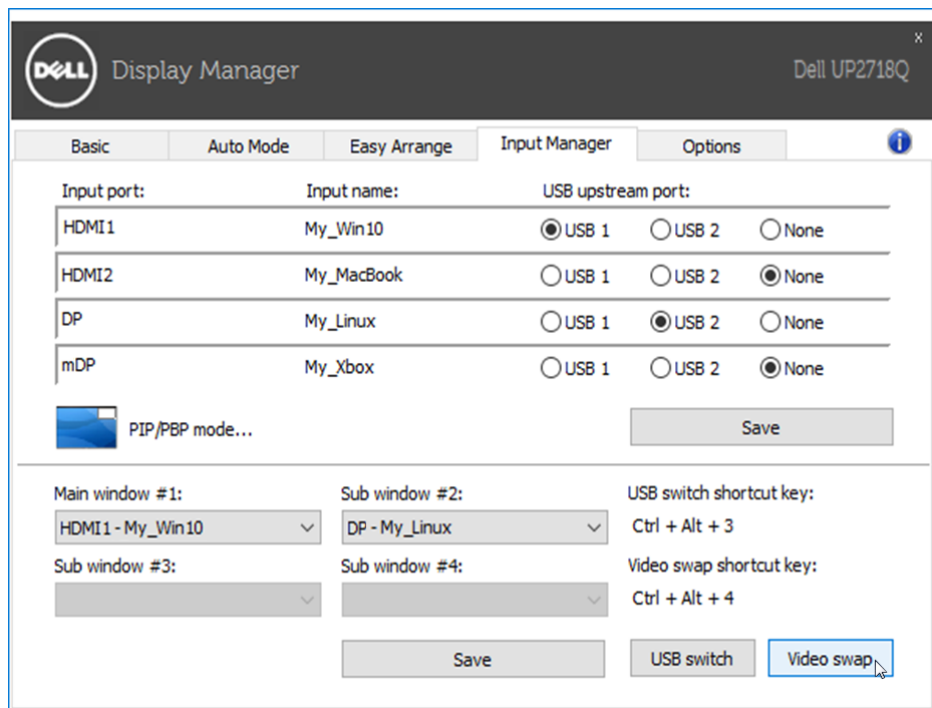 x
DELL Display Manager Dell UP2718Q
Basic Auto Mode Easy Arrange Input Manager Options i
Input port: Input name: USB upstream port:
HDMI1 My_Win10 USB 1 USB 2 None
HDMI2 My_MacBook USB 1 USB 2 None
DP My_Linux USB 1 USB 2 None
mDP My_Xbox USB 1 USB 2 None
PIP/PBP mode... Save
Main window #1: Sub window #2: USB switch shortcut key:
HDMI1 - My_Win10 DP - My_Linux Ctrl + Alt + 3
Sub window #3: Sub window #4: Video swap shortcut key:
Ctrl + Alt + 4
Save USB switch Video swap